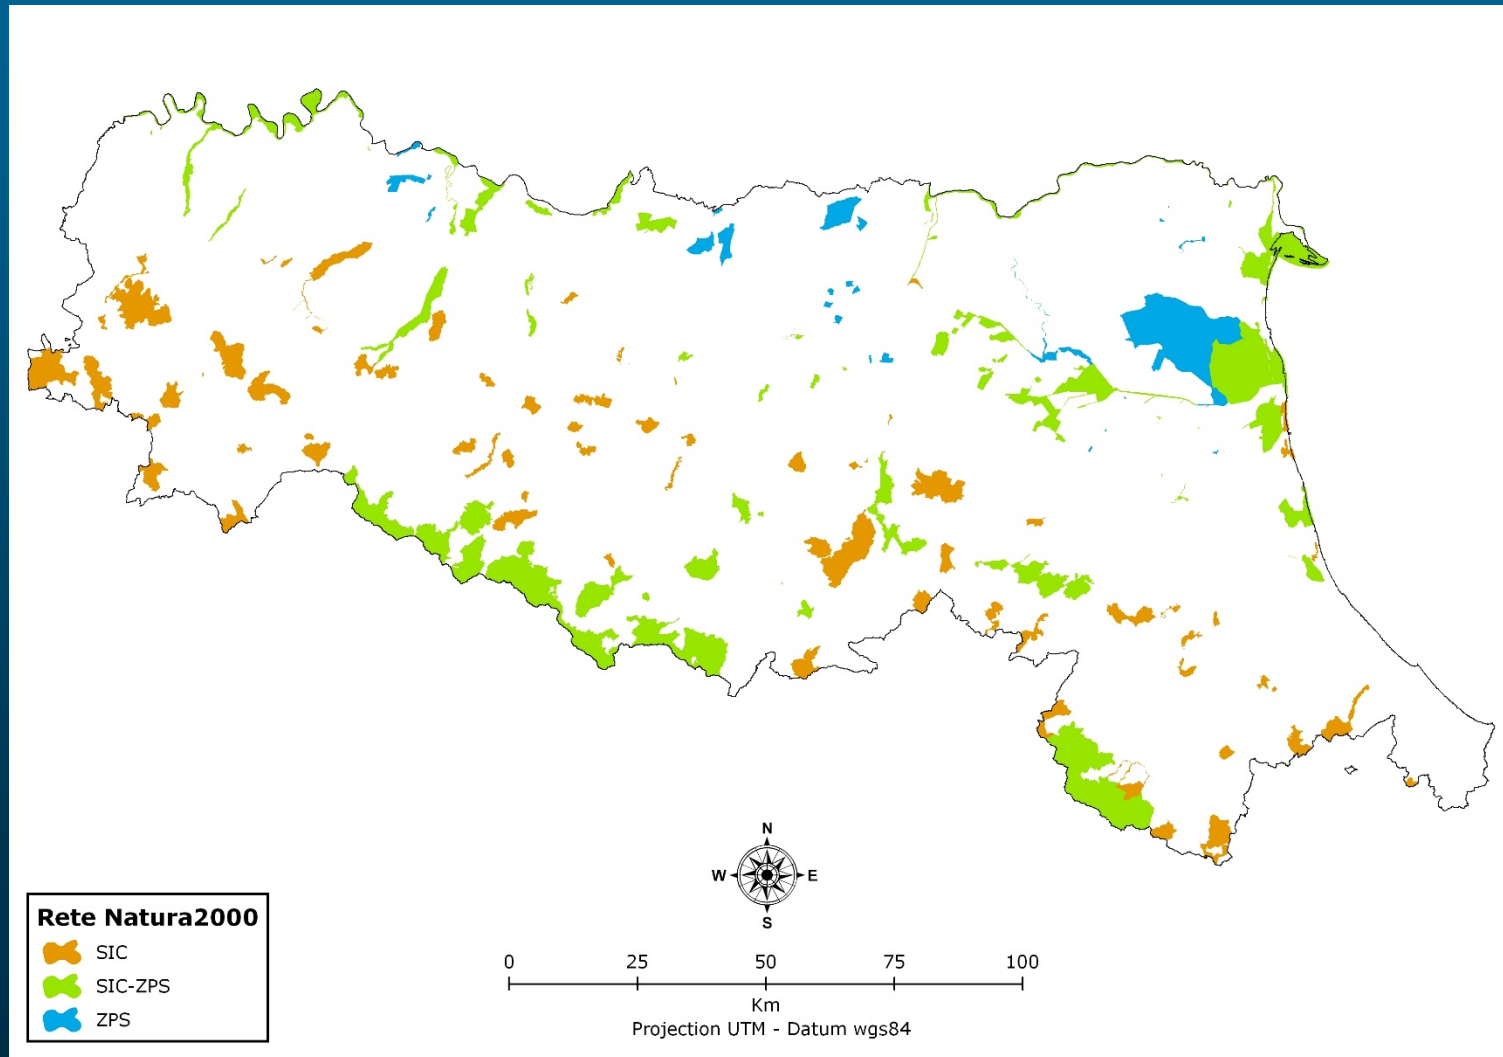 N
W E
S
Rete Natura2000
SIC
SIC-ZPS
ZPS
0 25 50 75 100
Km
Projection UTM - Datum wgs84